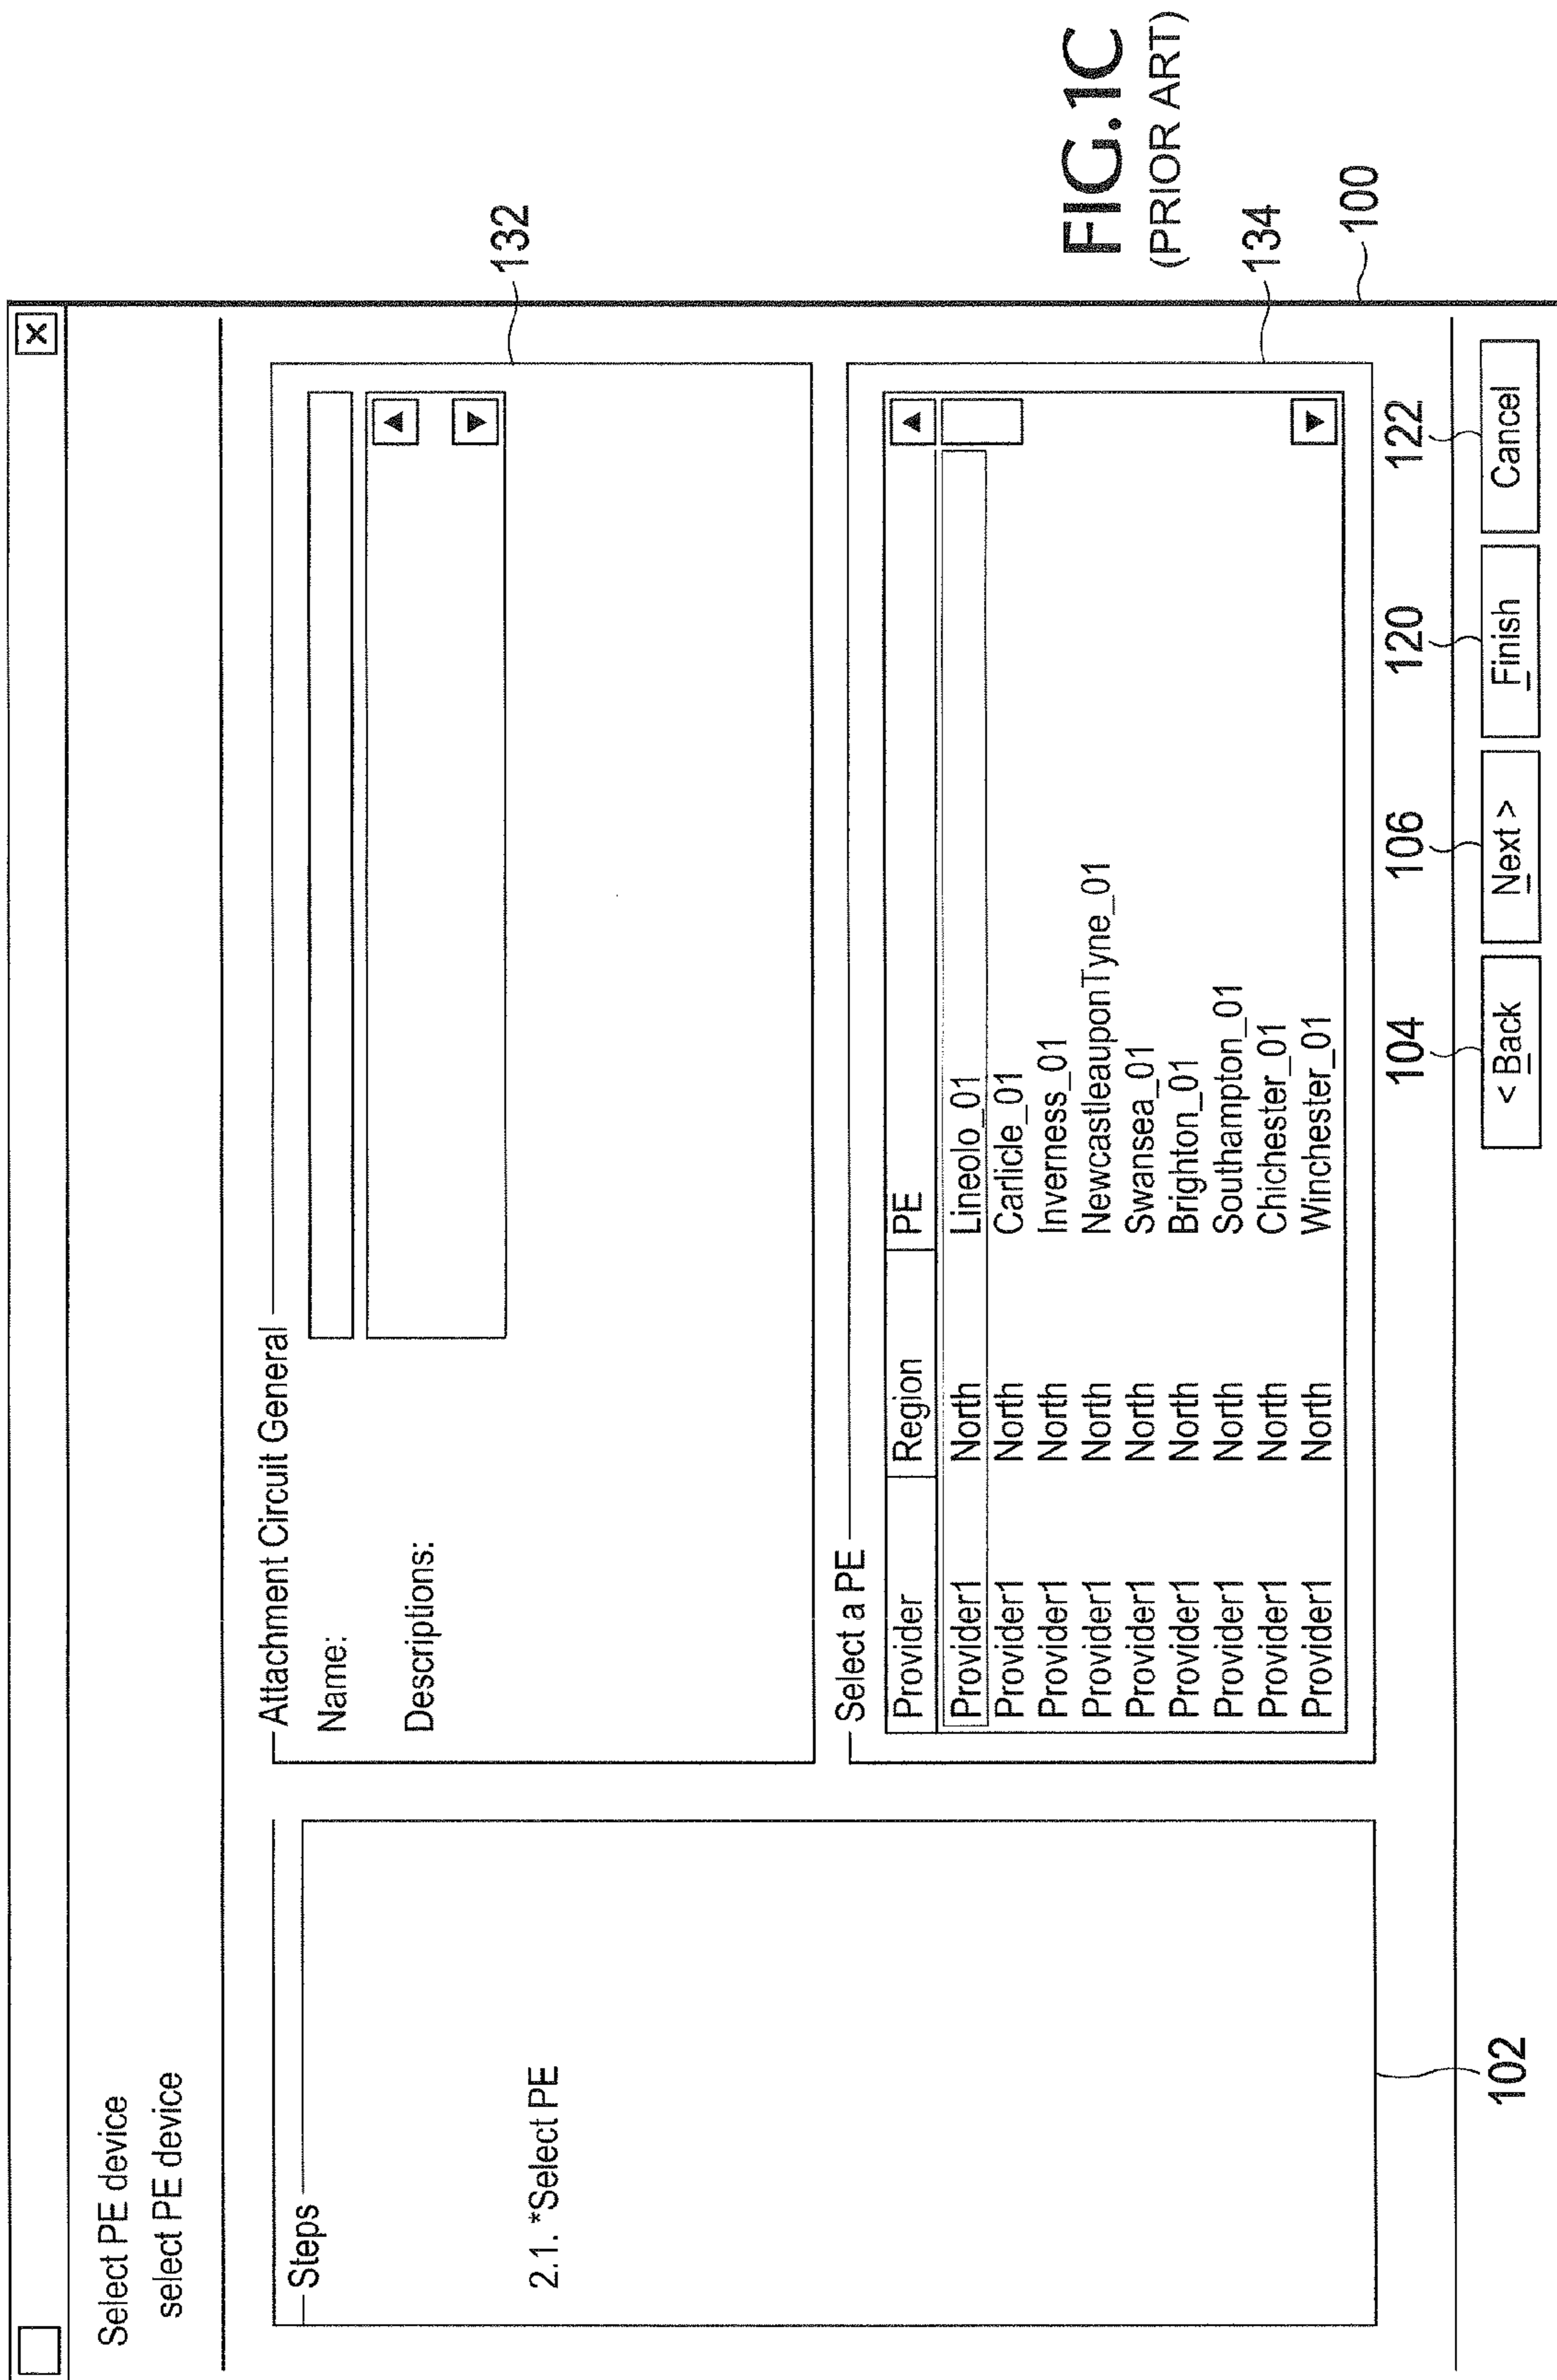 Select PE device
select PE device
Steps
2.1. *Select PE
102
Attachment Circuit General
Name:
Descriptions:
132
Select a PE
Provider Region PE
Provider1 North Lineolo_01
Provider1 North Carlicle_01
Provider1 North Inverness_01
Provider1 North NewcastleauponTyne_01
Provider1 North Swansea_01
Provider1 North Brighton_01
Provider1 North Southampton_01
Provider1 North Chichester_01
Provider1 North Winchester_01
134
104 106 120 122
< Back Next > Finish Cancel
100
FIG.1C
(PRIOR ART)